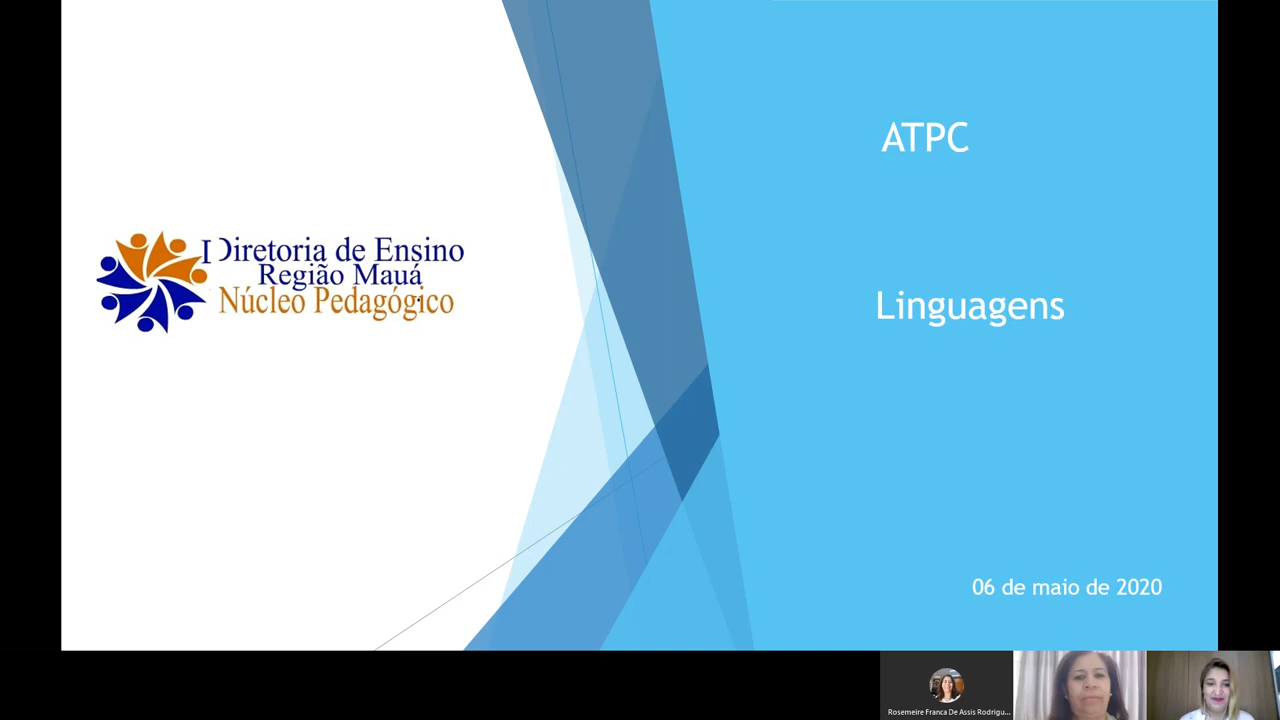 Diretoria de Ensino
Região Mauá
Núcleo Pedagógico
ATPC
Linguagens
06 de maio de 2020
Rosemeire Franca De Assis Rodrigu...